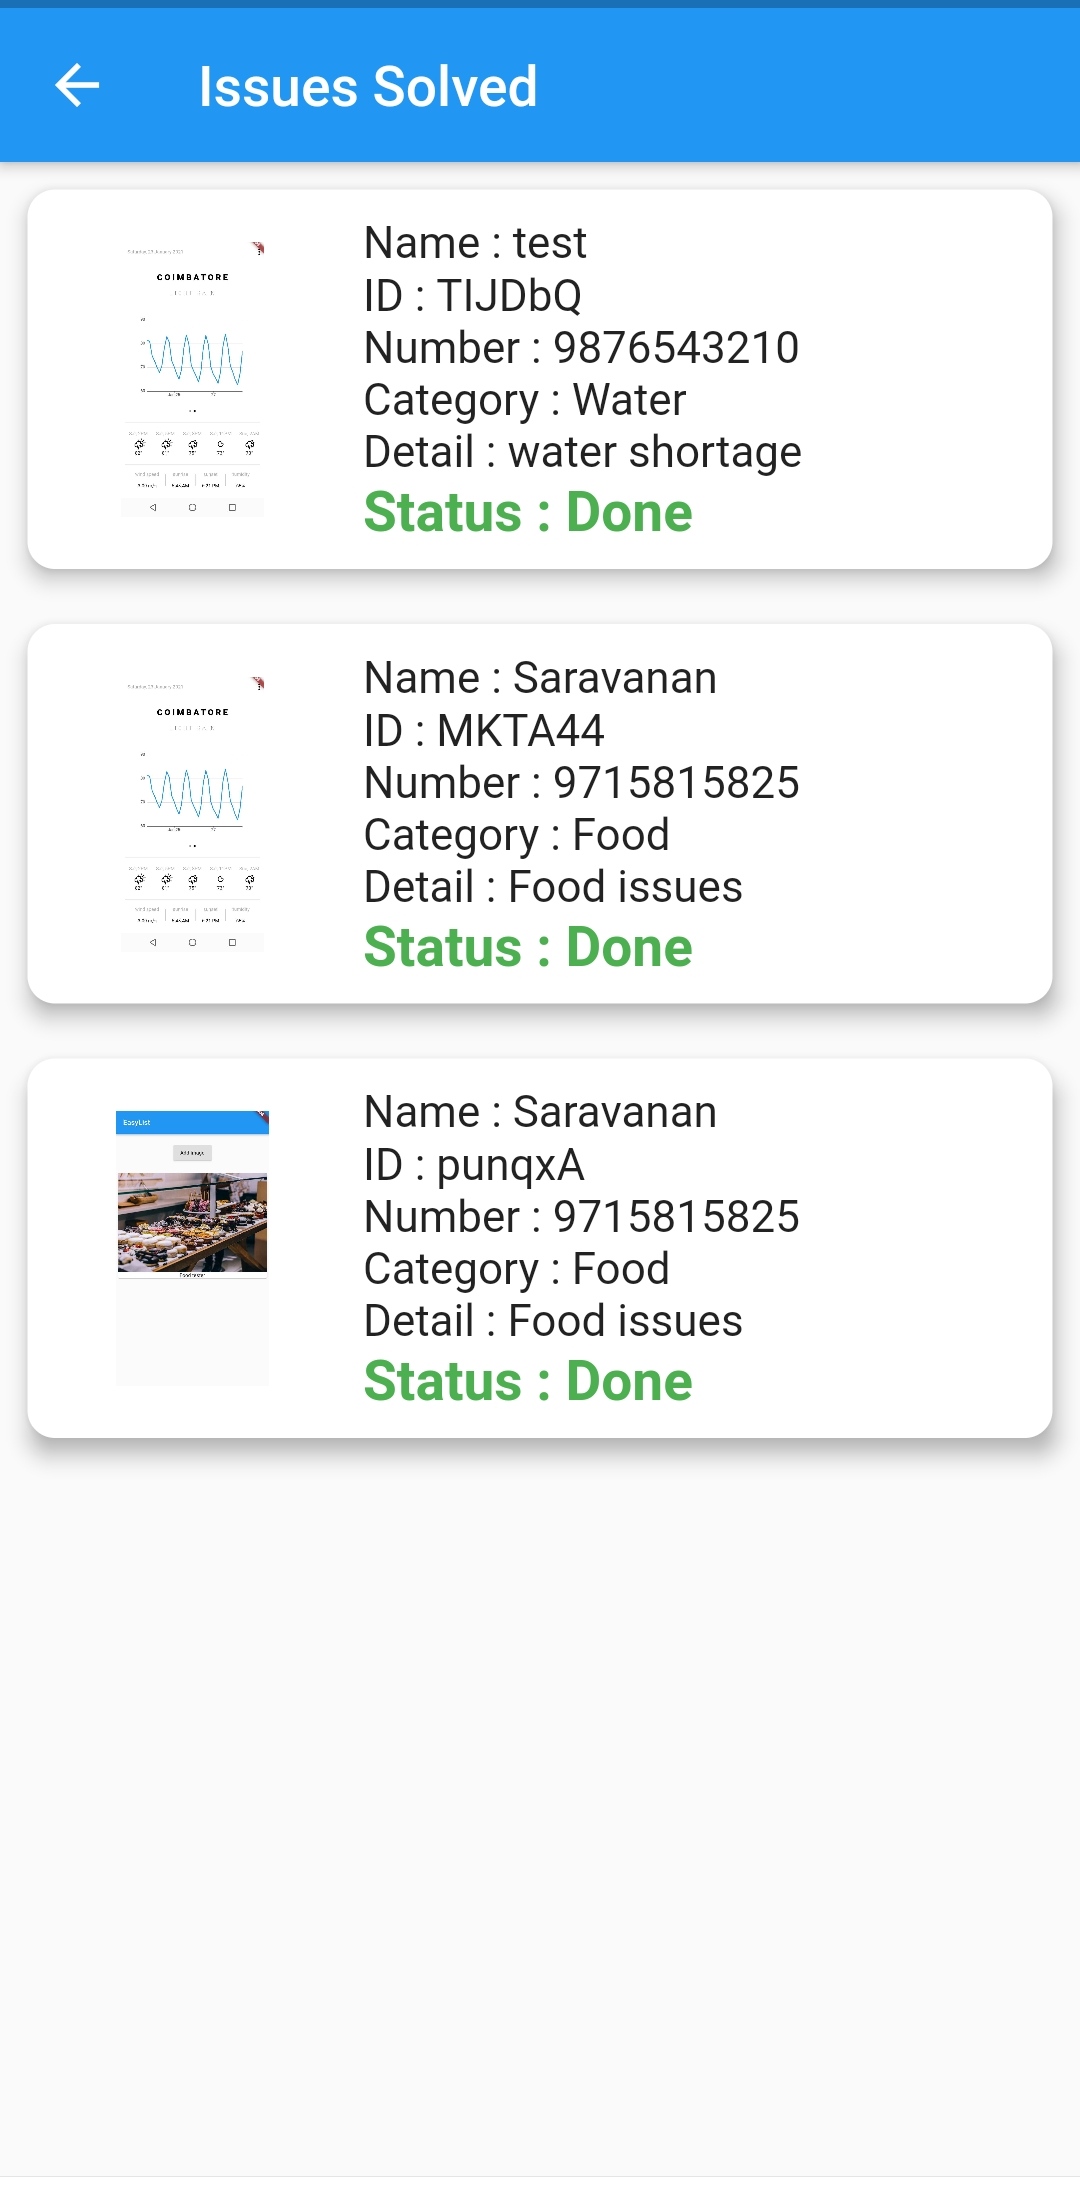 Issues Solved
COIMBATORE
Name : test
ID : TIJDbQ
Number : 9876543210
Category : Water
Detail : water shortage
Status : Done
COIMBATORE
Name : Saravanan
ID : MKTA44
Number : 9715815825
Category : Food
Detail : Food issues
Status : Done
EasyList
Add Image
Name : Saravanan
ID : punqxA
Number : 9715815825
Category : Food
Detail : Food issues
Status : Done